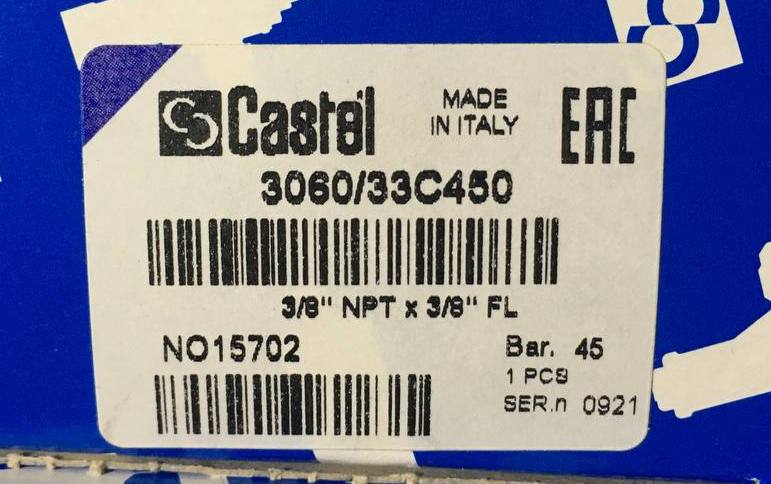 Castel
MADE
IN ITALY
EAC
3060/33C450
3/8" NPT x 3/8" FL
NO15702
Bar. 45
1 PCS
SER.n 0921